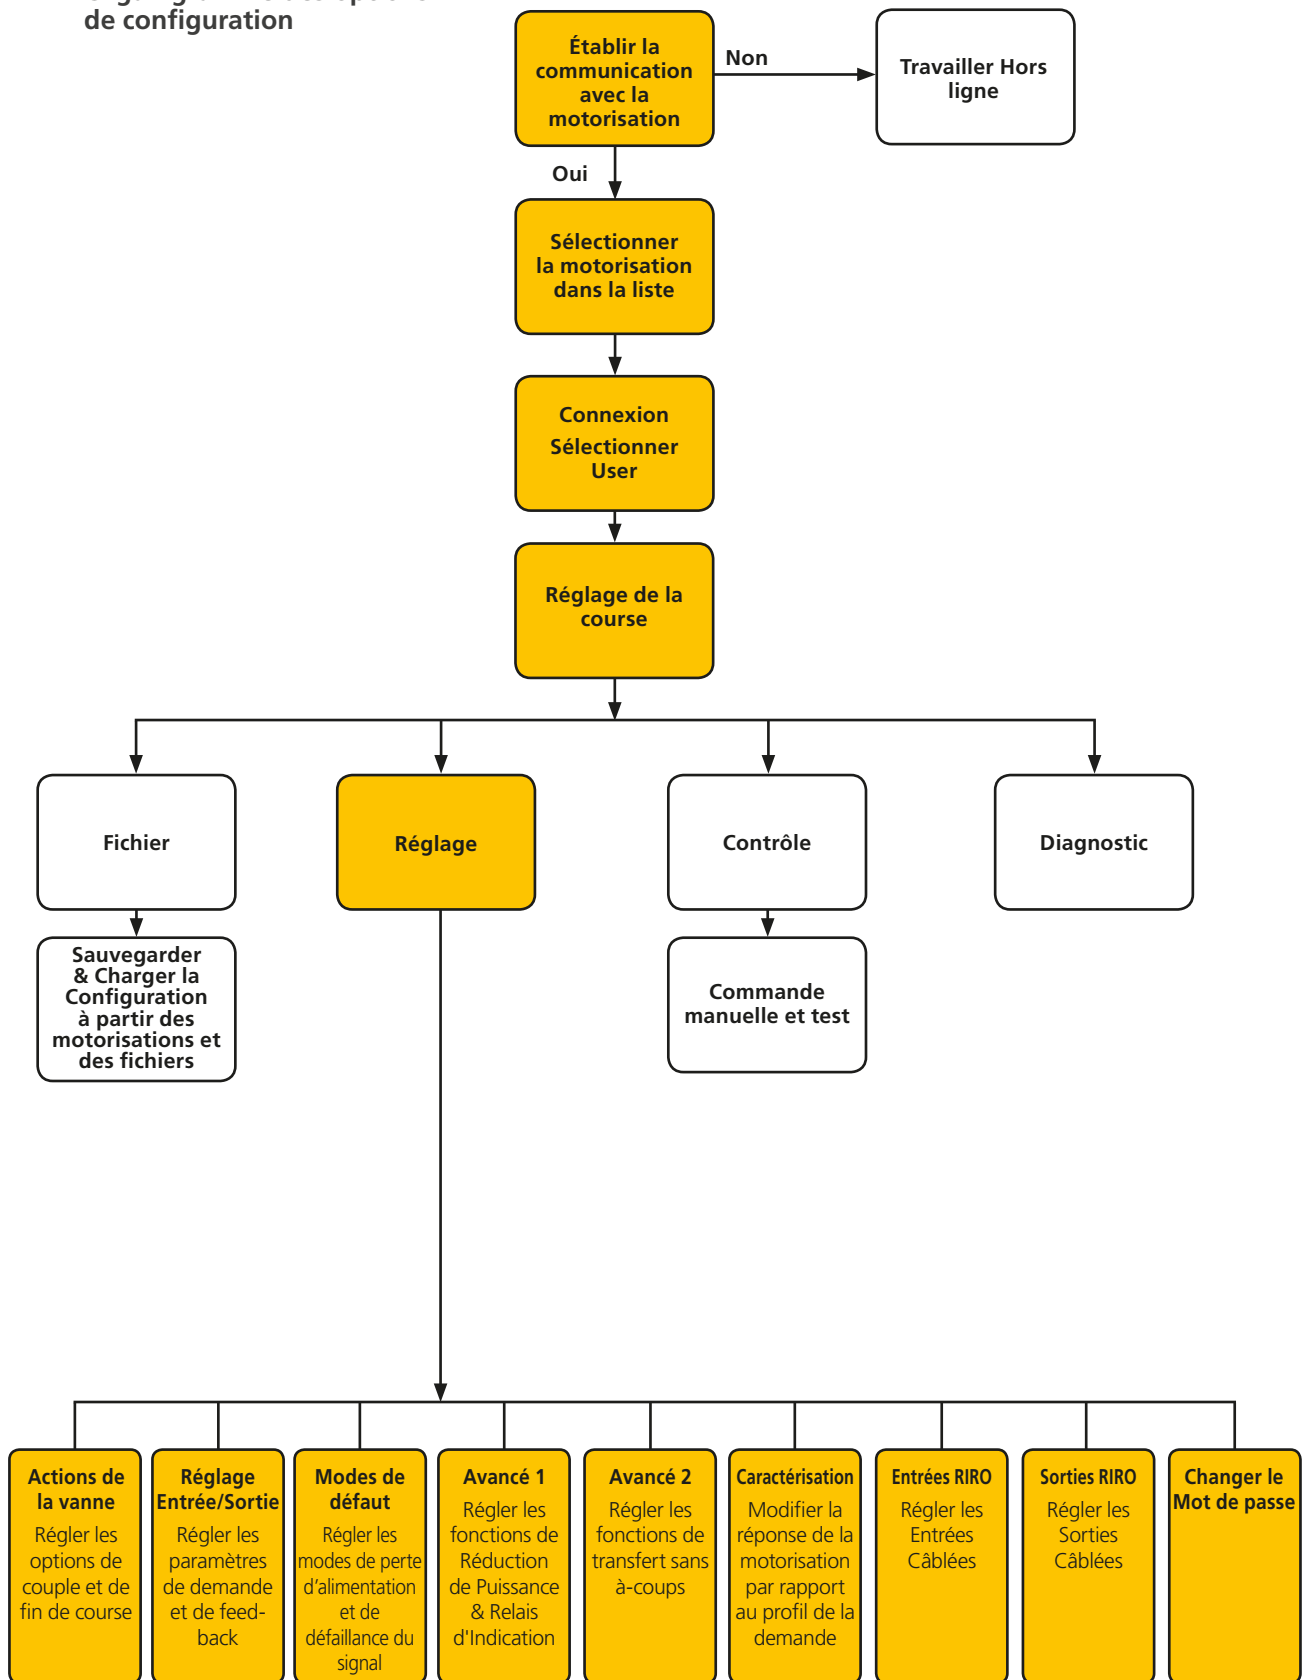 de configuration
Établir la
communication
avec la
motorisation
Non
Travailler Hors
ligne
Oui
Sélectionner
la motorisation
dans la liste
Connexion
Sélectionner
User
Réglage de la
course
Fichier
Réglage
Contrôle
Diagnostic
Sauvegarder
& Charger la
Configuration
à partir des
motorisations et
des fichiers
Commande
manuelle et test
Actions de
la vanne
Régler les
options de
couple et de
fin de course
Réglage
Entrée/Sortie
Régler les
paramètres
de demande
et de feed-
back
Modes de
défaut
Régler les
modes de perte
d’alimentation
et de
défaillance du
signal
Avancé 1
Régler les
fonctions de
Réduction
de Puissance
& Relais
d'Indication
Avancé 2
Régler les
fonctions de
transfert sans
à-coups
Caractérisation
Modifier la
réponse de la
motorisation
par rapport
au profil de la
demande
Entrées RIRO
Régler les
Entrées
Câblées
Sorties RIRO
Régler les
Sorties
Câblées
Changer le
Mot de passe